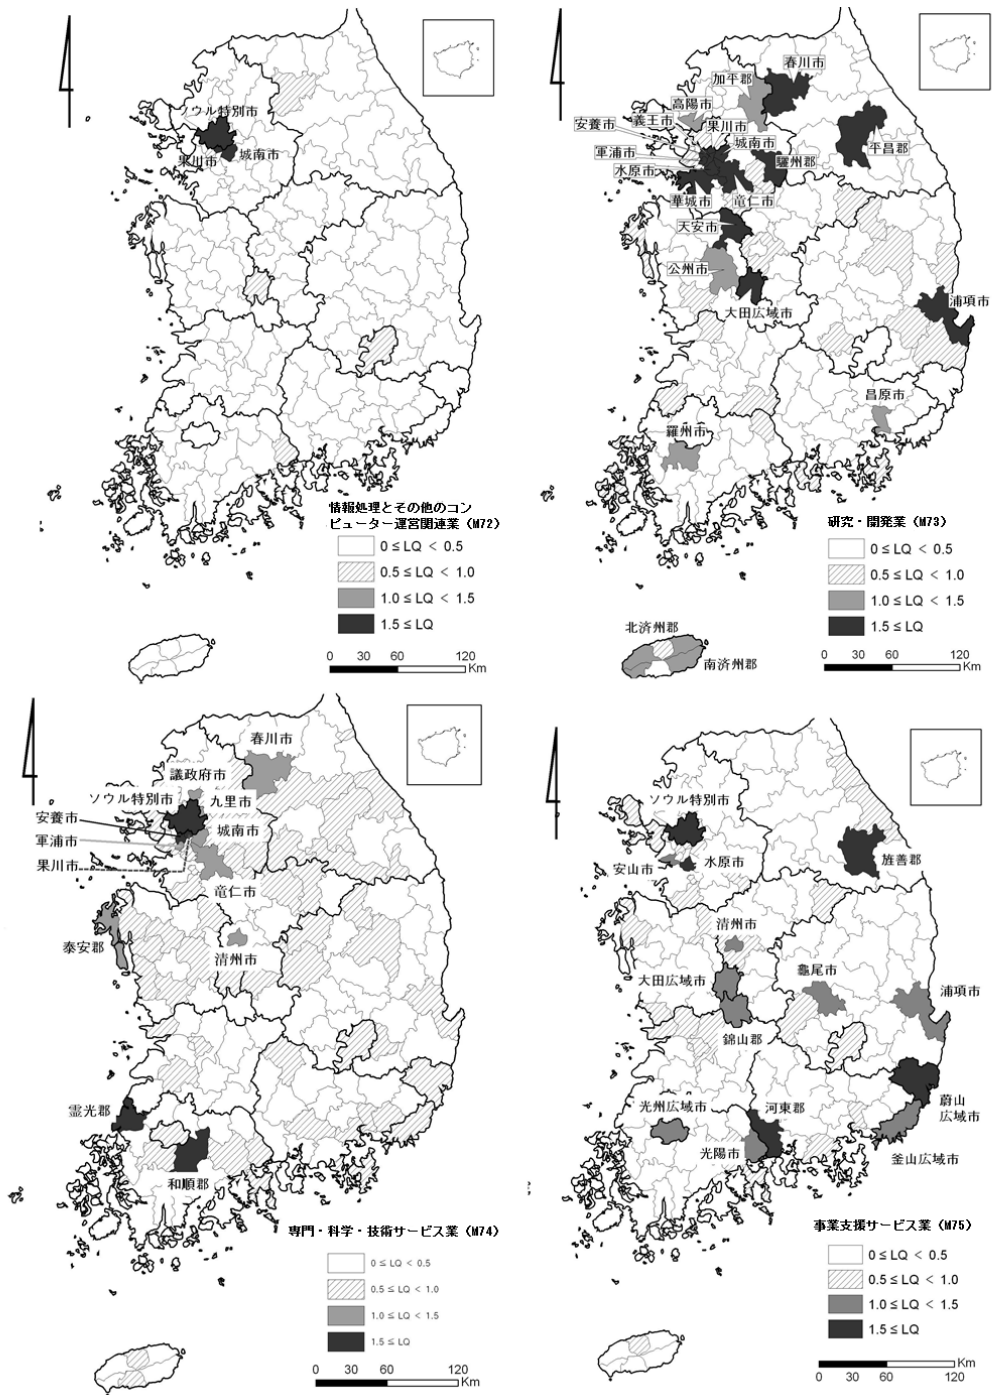 ソウル特別市
果川市
城南市
情報処理とその他のコン
ピューター運営関連業（M72）
0 ≤ LQ < 0.5
0.5 ≤ LQ < 1.0
1.0 ≤ LQ < 1.5
1.5 ≤ LQ
0 30 60 120
Km
春川市
加平郡
高陽市
義王市
安養市
果川市
城南市
軍浦市
水原市
平昌郡
驪州郡
華城市
竜仁市
天安市
公州市
大田広域市
浦項市
昌原市
羅州市
研究・開発業（M73）
0 ≤ LQ < 0.5
0.5 ≤ LQ < 1.0
1.0 ≤ LQ < 1.5
1.5 ≤ LQ
北済州郡
南済州郡
0 30 60 120
Km
春川市
議政府市
ソウル特別市
九里市
安養市
城南市
軍浦市
果川市
竜仁市
泰安郡
清州市
霊光郡
和順郡
専門・科学・技術サービス業（M74）
0 ≤ LQ < 0.5
0.5 ≤ LQ < 1.0
1.0 ≤ LQ < 1.5
1.5 ≤ LQ
0 30 60 120
Km
ソウル特別市
安山市
水原市
旌善郡
清州市
大田広域市
龜尾市
浦項市
錦山郡
光州広域市
河東郡
蔚山
広域市
光陽市
釜山広域市
事業支援サービス業（M75）
0 ≤ LQ < 0.5
0.5 ≤ LQ < 1.0
1.0 ≤ LQ < 1.5
1.5 ≤ LQ
0 30 60 120
Km